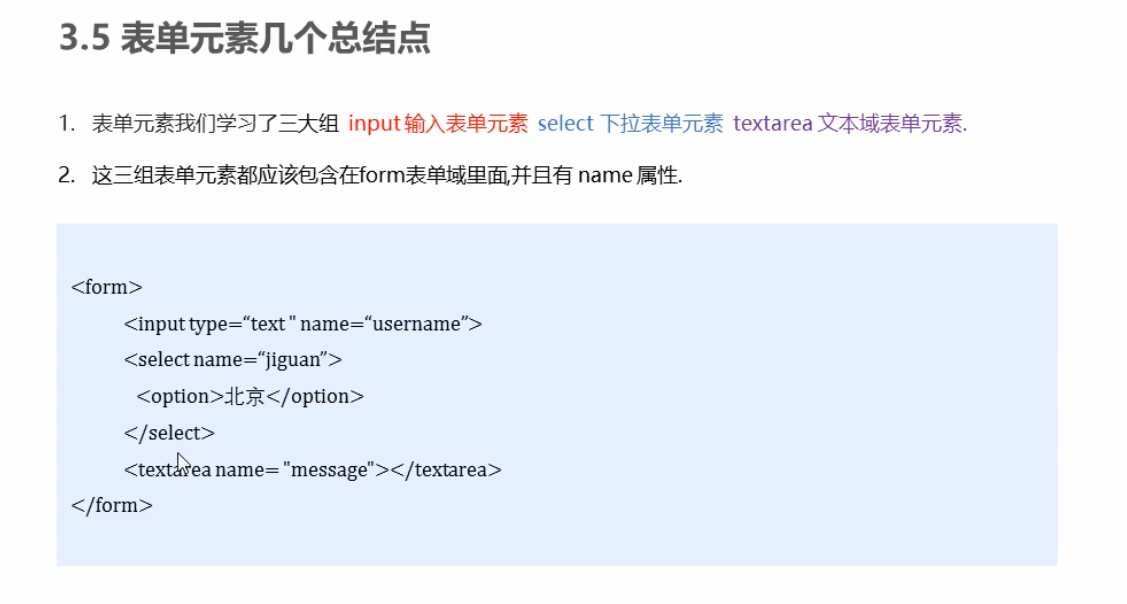 3.5 表单元素几个总结点
1. 表单元素我们学习了三大组 input 输入表单元素 select 下拉表单元素 textarea 文本域表单元素.
2. 这三组表单元素都应该包含在form表单域里面,并且有 name 属性.
<form>
<input type=“text " name=“username”>
<select name=“jiguan”>
<option>北京</option>
</select>
<textarea name= "message"></textarea>
</form>